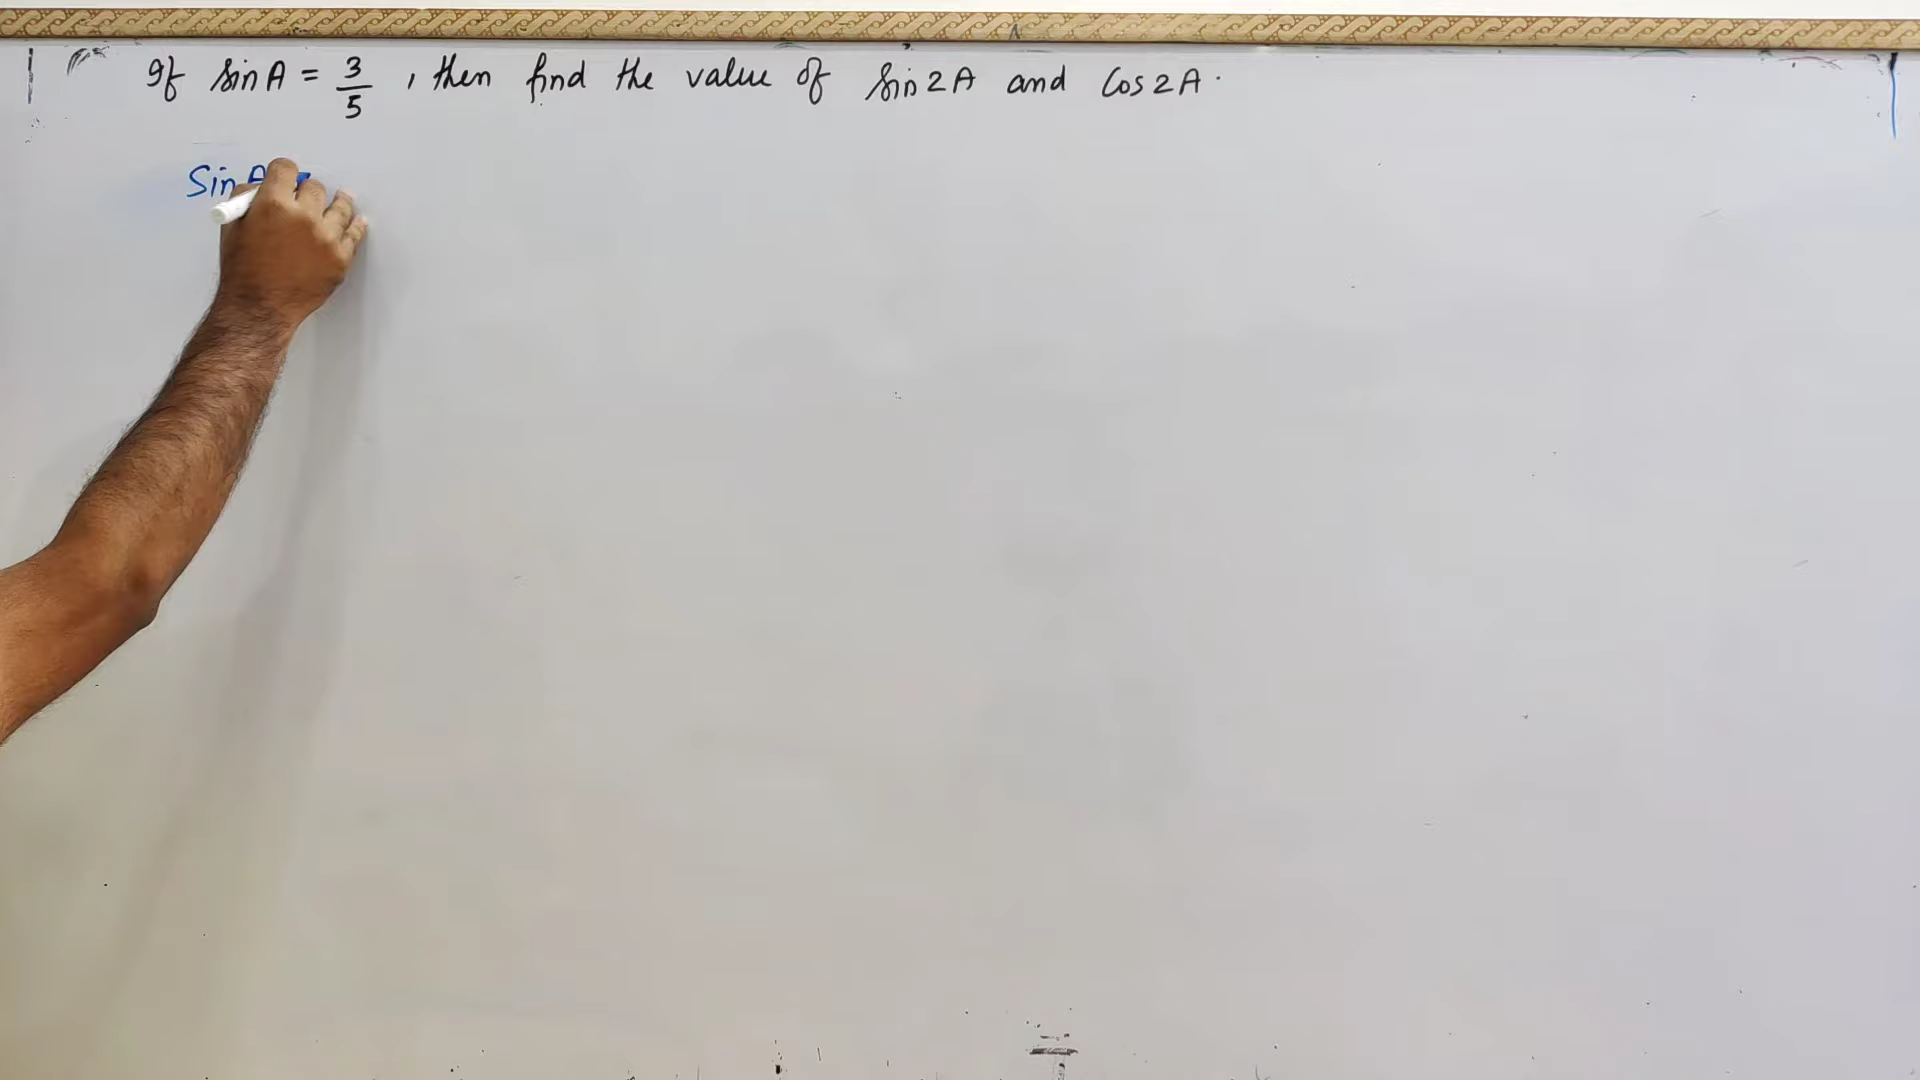 If sin A = 3/5 , then find the value of sin 2A and Cos 2A .
Sin A =